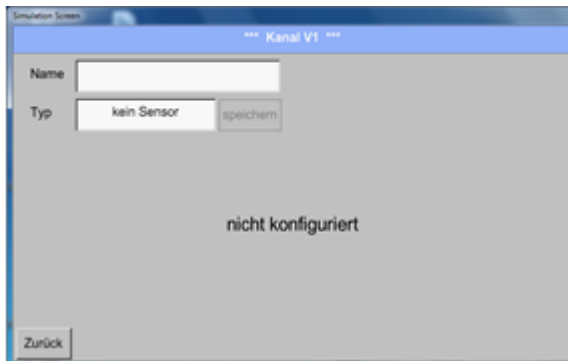 Simulation Screen
*** Kanal V1 ***
Name
Typ kein Sensor speichern
nicht konfiguriert
Zurück